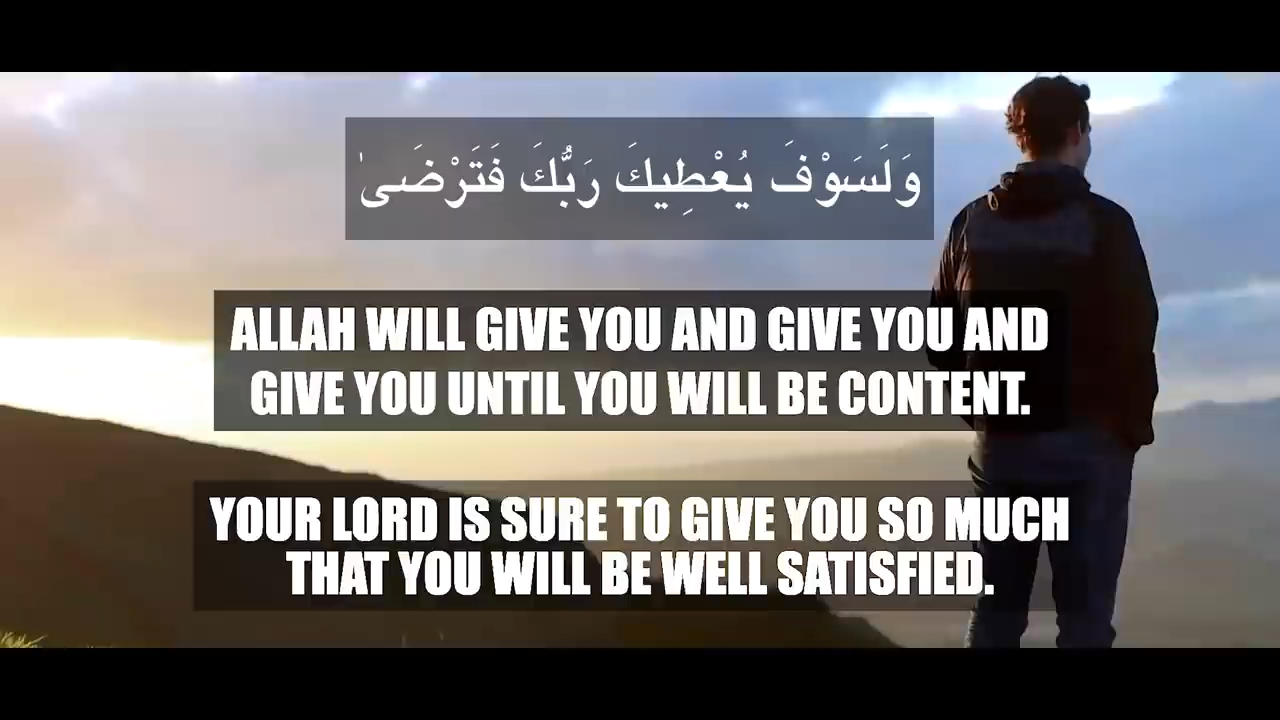 وَلَسَوْفَ يُعْطِيكَ رَبُّكَ فَتَرْضَىٰ
ALLAH WILL GIVE YOU AND GIVE YOU AND
GIVE YOU UNTIL YOU WILL BE CONTENT.
YOUR LORD IS SURE TO GIVE YOU SO MUCH
THAT YOU WILL BE WELL SATISFIED.